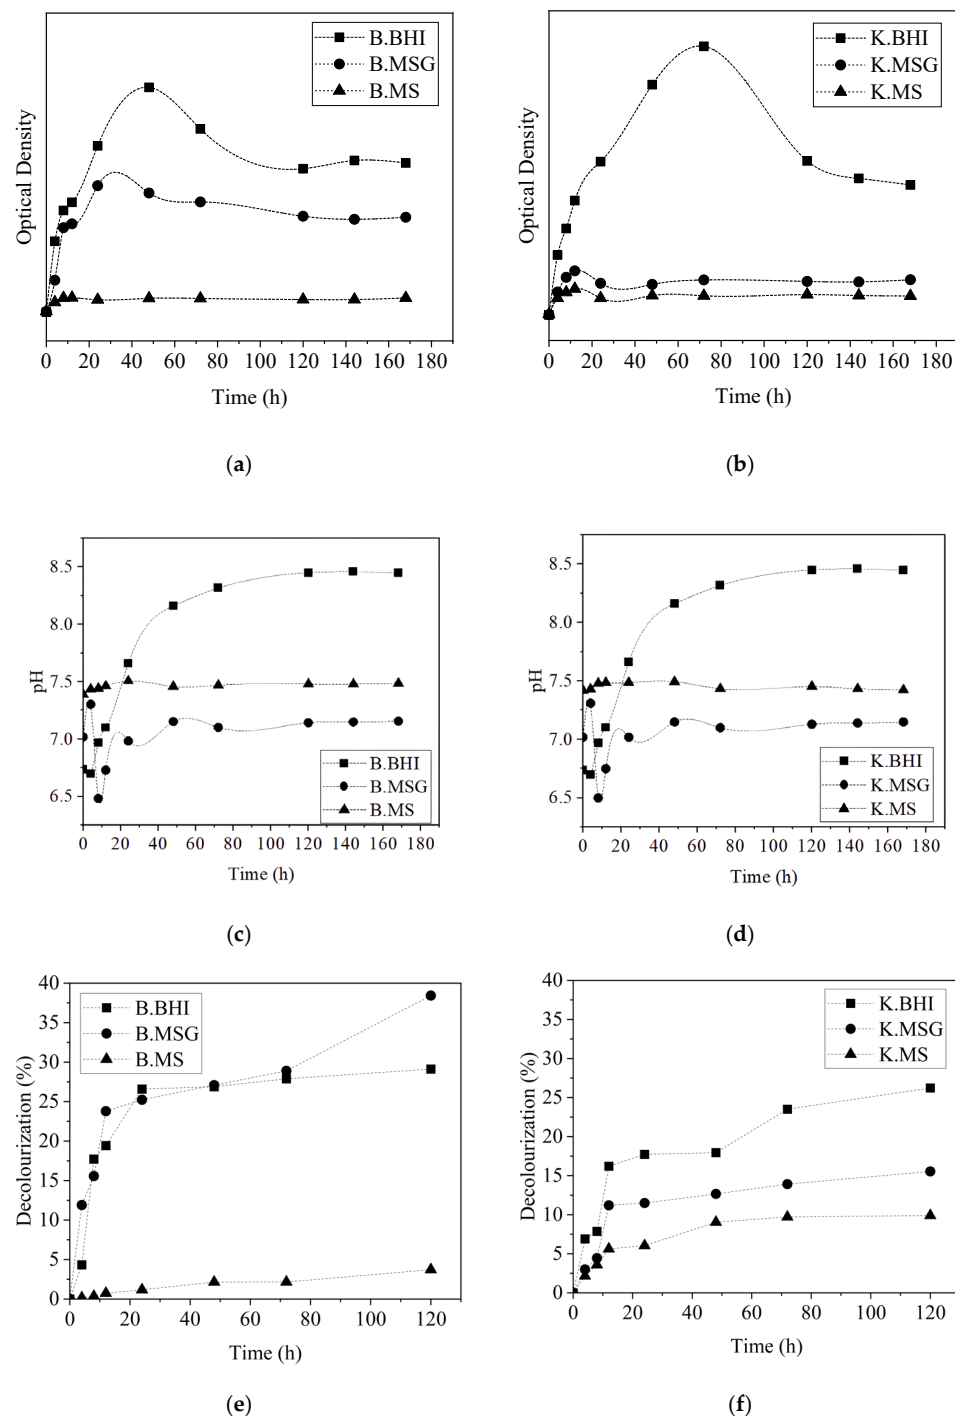 B.BHI
B.MSG
B.MS
Optical Density
0 20 40 60 80 100 120 140 160 180
Time (h)
(a)
K.BHI
K.MSG
K.MS
Optical Density
0 20 40 60 80 100 120 140 160 180
Time (h)
(b)
8.5
8.0
7.5
7.0
6.5
pH
B.BHI
B.MSG
B.MS
0 20 40 60 80 100 120 140 160 180
Time (h)
(c)
8.5
8.0
7.5
7.0
6.5
pH
K.BHI
K.MSG
K.MS
0 20 40 60 80 100 120 140 160 180
Time (h)
(d)
40
35
30
25
20
15
10
5
0
Decolourization (%)
B.BHI
B.MSG
B.MS
0 20 40 60 80 100 120
Time (h)
(e)
40
35
30
25
20
15
10
5
0
Decolourization (%)
K.BHI
K.MSG
K.MS
0 20 40 60 80 100 120
Time (h)
(f)